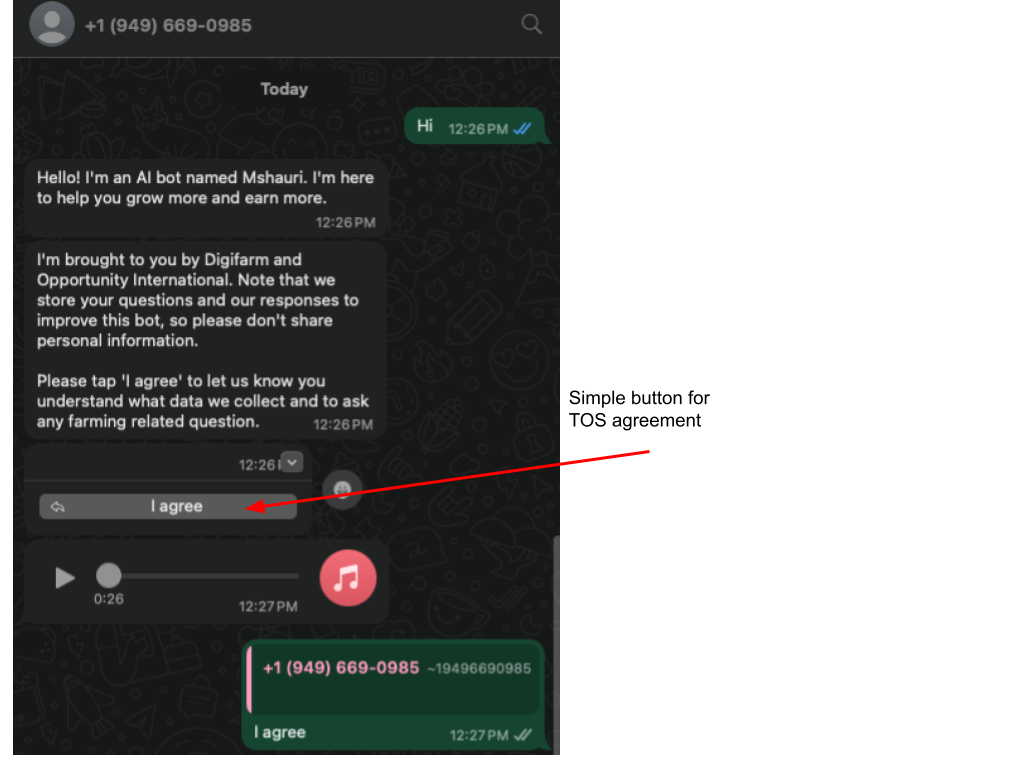 +1 (949) 669-0985
Today
Hi 12:26 PM
Hello! I'm an AI bot named Mshauri. I'm here
to help you grow more and earn more.
12:26 PM
I'm brought to you by Digifarm and
Opportunity International. Note that we
store your questions and our responses to
improve this bot, so please don't share
personal information.
Please tap 'I agree' to let us know you
understand what data we collect and to ask
any farming related question. 12:26 PM
Simple button for
TOS agreement
12:26
I agree
0:26
12:27 PM
+1 (949) 669-0985 ~19496690985
I agree 12:27 PM